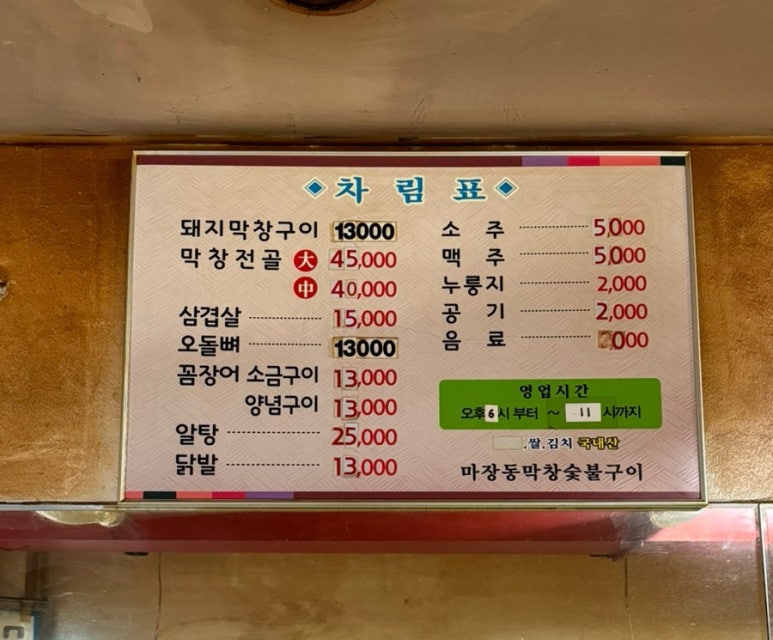 차림표
돼지막창구이 13000
막창전골 大 45,000
中 40,000
삼겹살 15,000
오돌뼈 13000
꼼장어 소금구이 13,000
양념구이 13,000
알탕 25,000
닭발 13,000
소주 5,000
맥주 5,000
누룽지 2,000
공기 2,000
음료
영업시간
오후6시부터 ~ 11 시까지
.쌀.김치 국내산
마장동막창숯불구이